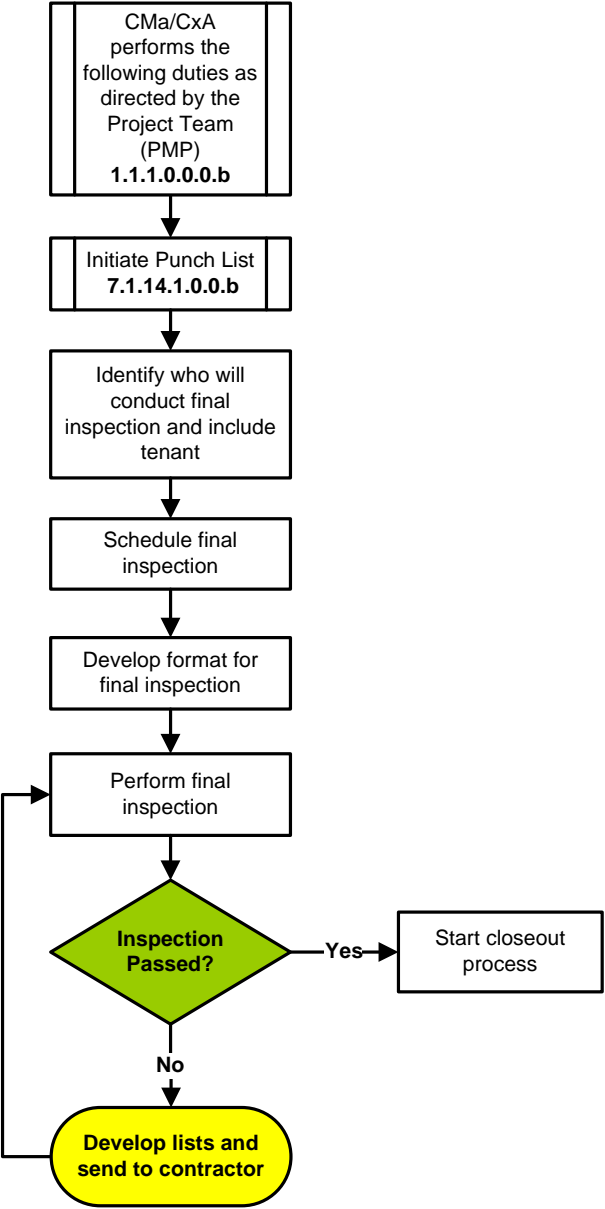 CMa/CxA
performs the
following duties as
directed by the
Project Team
(PMP)
1.1.1.0.0.0.b
Initiate Punch List
7.1.14.1.0.0.b
Identify who will
conduct final
inspection and include
tenant
Schedule final
inspection
Develop format for
final inspection
Perform final
inspection
Inspection
Passed?
Yes
Start closeout
process
No
Develop lists and
send to contractor